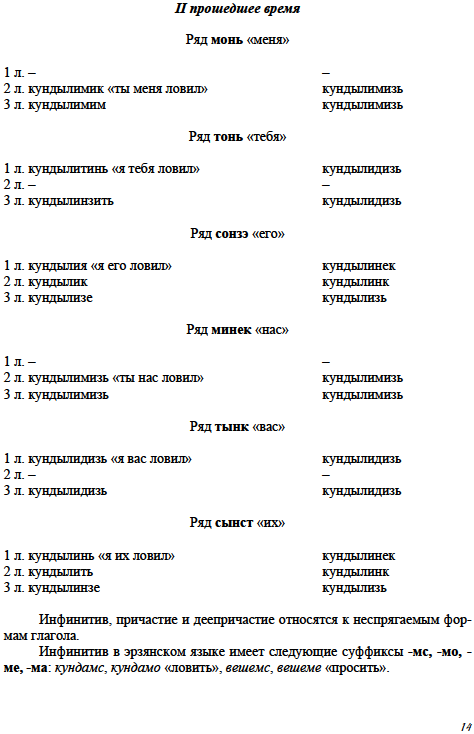 II прошедшее время
Ряд монь «меня»
1 л. – –
2 л. кундылимик «ты меня ловил» кундылимизь
3 л. кундылимим кундылимизь
Ряд тонь «тебя»
1 л. кундылитинь «я тебя ловил» кундылидизь
2 л. – –
3 л. кундылинзить кундылидизь
Ряд сонзэ «его»
1 л. кундылия «я его ловил» кундылинек
2 л. кундылик кундылинк
3 л. кундылизе кундылизь
Ряд минек «нас»
1 л. – –
2 л. кундылимизь «ты нас ловил» кундылимизь
3 л. кундылимизь кундылимизь
Ряд тынк «вас»
1 л. кундылидизь «я вас ловил» кундылидизь
2 л. – –
3 л. кундылидизь кундылидизь
Ряд сынст «их»
1 л. кундылинь «я их ловил» кундылинек
2 л. кундылить кундылинк
3 л. кундылинзе кундылизь
Инфинитив, причастие и деепричастие относятся к неспрягаемым фор-
мам глагола.
Инфинитив в эрзянском языке имеет следующие суффиксы -мс, -мо, -
ме, -ма: кундамс, кундамо «ловить», вешемс, вешеме «просить».
14